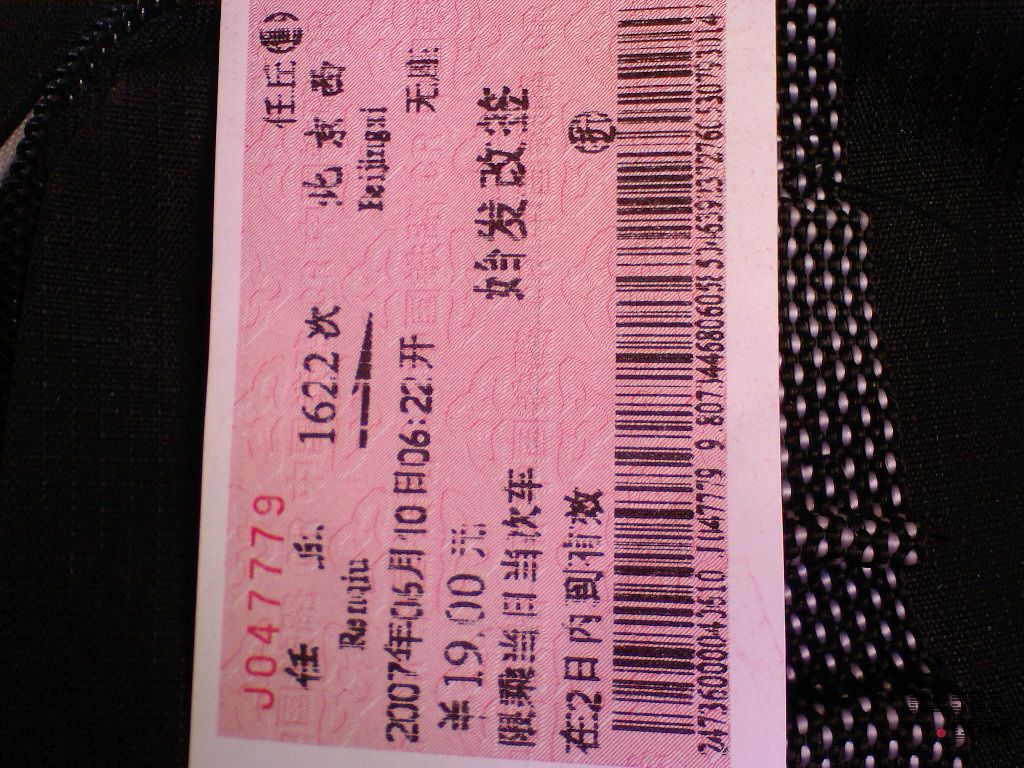 J047779
任丘售
任 丘 1622次 北京西
Renqiu Beijingxi
2007年06月10日06:22开 无座
￥19.00元
限乘当日当次车 始发改签
在2日内到有效